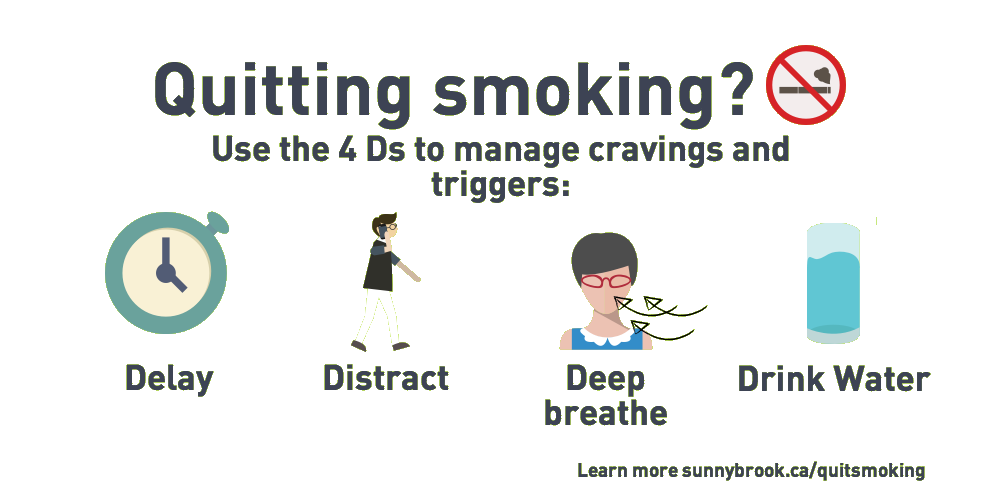 Quitting smoking?
Use the 4 Ds to manage cravings and
triggers:
Delay
Distract
Deep
breathe
Drink Water
Learn more sunnybrook.ca/quitsmoking